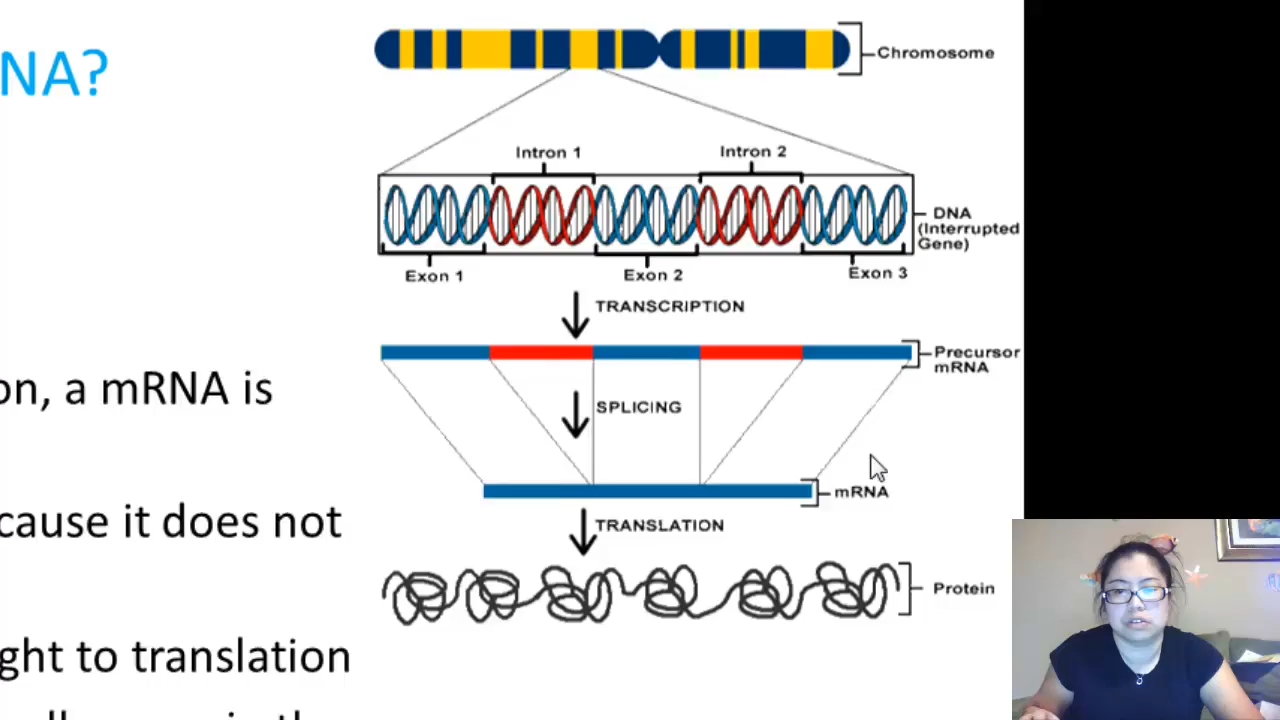 NA?
on, a mRNA is
cause it does not
ght to translation
Chromosome
Intron 1
Intron 2
DNA
(Interrupted
Gene)
Exon 1
Exon 2
Exon 3
TRANSCRIPTION
Precursor
mRNA
SPLICING
mRNA
TRANSLATION
Protein